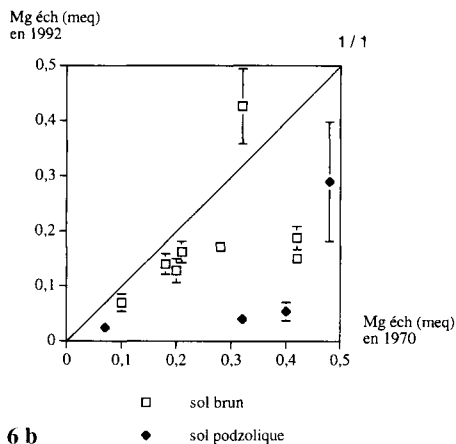 Mg éch (meq)
en 1992
1 / 1
0,5
0,4
0,3
0,2
0,1
0
0 0,1 0,2 0,3 0,4 0,5
Mg éch (meq)
en 1970
sol brun
6 b sol podzolique